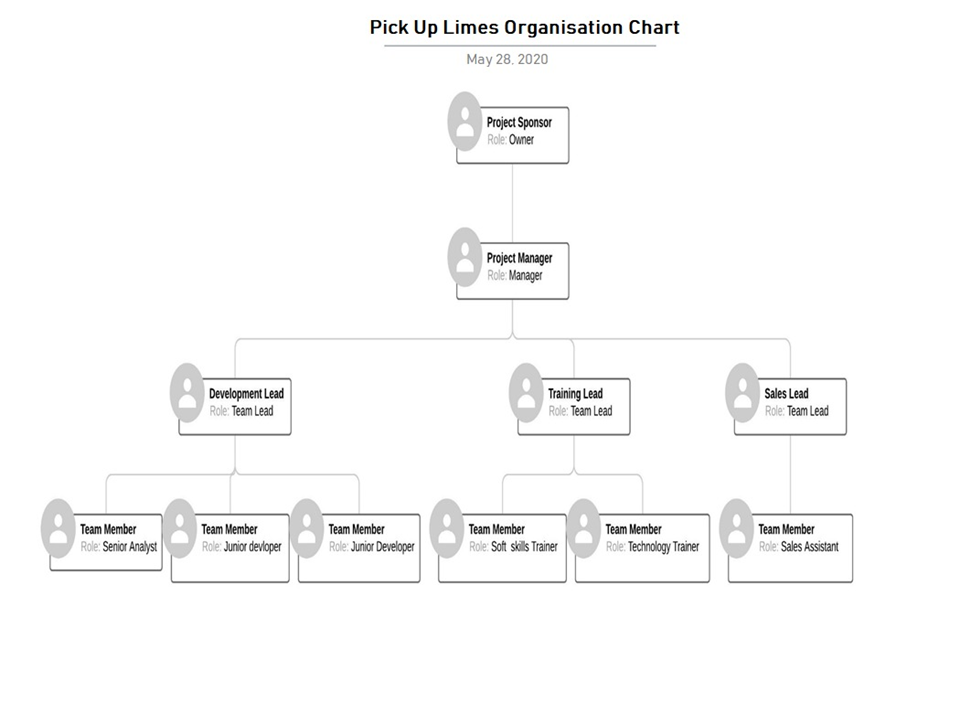 Pick Up Limes Organisation Chart
May 28, 2020
Project Sponsor
Role: Owner
Project Manager
Role: Manager
Development Lead
Role: Team Lead
Training Lead
Role: Team Lead
Sales Lead
Role: Team Lead
Team Member
Role: Senior Analyst
Team Member
Role: Junior devloper
Team Member
Role: Junior Developer
Team Member
Role: Soft  skills Trainer
Team Member
Role: Technology Trainer
Team Member
Role: Sales Assistant